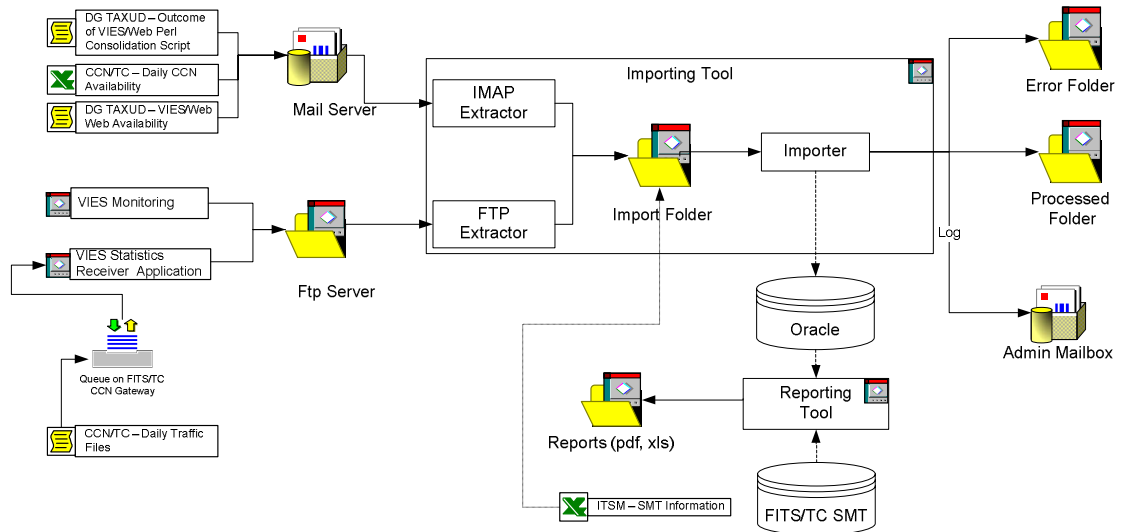 DG TAXUD – Outcome
of VIES/Web Perl
Consolidation Script
CCN/TC – Daily CCN
Availability
DG TAXUD – VIES/Web
Web Availability
Mail Server
Importing Tool
IMAP
Extractor
FTP
Extractor
Import Folder
Importer
Error Folder
Processed
Folder
Log
Admin Mailbox
VIES Monitoring
VIES Statistics
Receiver Application
Ftp Server
Queue on FITS/TC
CCN Gateway
CCN/TC – Daily Traffic
Files
Oracle
Reporting
Tool
Reports (pdf, xls)
ITSM – SMT Information
FITS/TC SMT